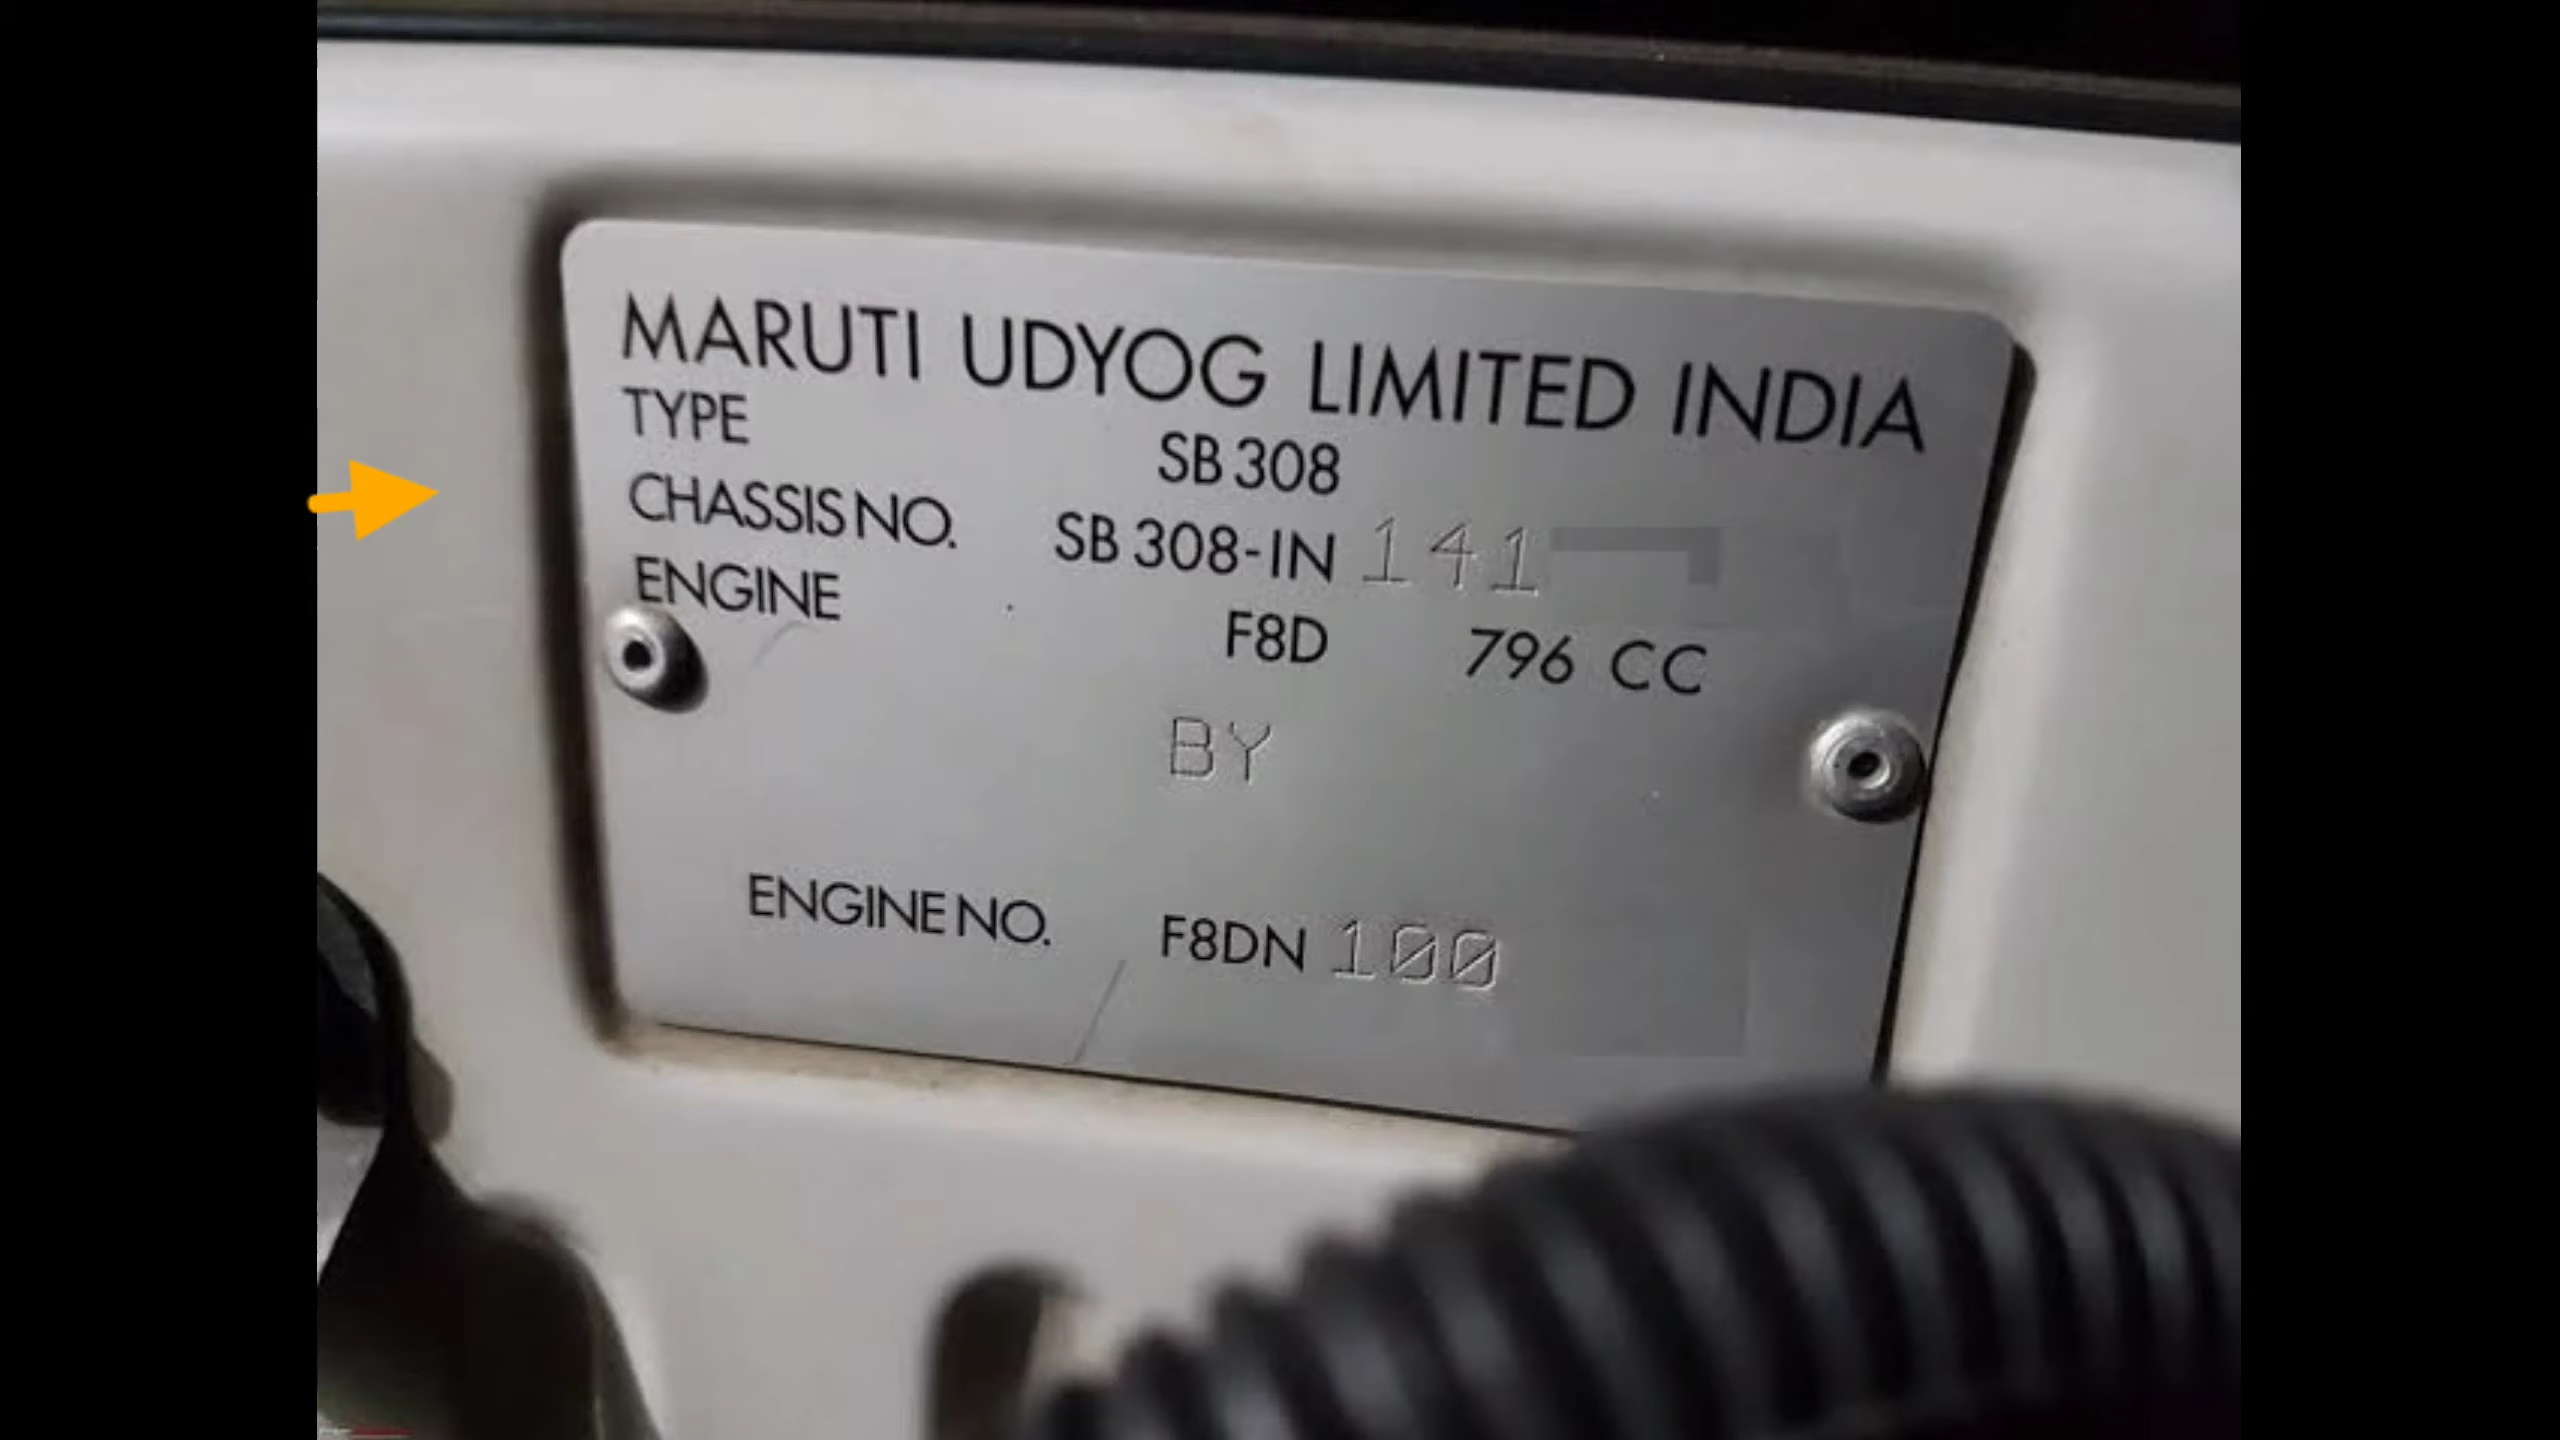 MARUTI UDYOG LIMITED INDIA
TYPE SB 308
CHASSIS NO. SB 308-IN 141
ENGINE F8D 796 CC
BY
ENGINE NO. F8DN 100